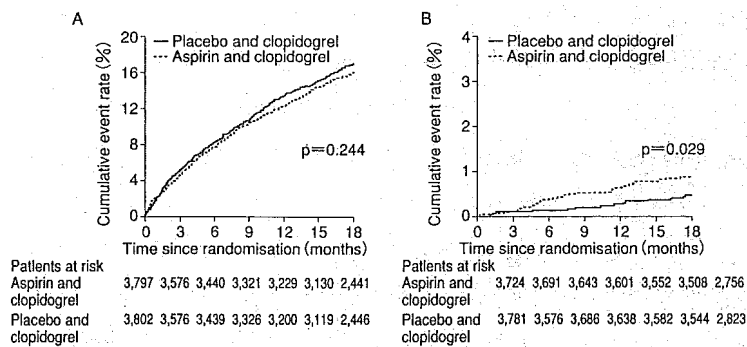 A
Cumulative event rate (%)
20
16
12
8
4
0
Placebo and clopidogrel
Aspirin and clopidogrel
p=0.244
0 3 6 9 12 15 18
Time since randomisation (months)
Patients at risk
Aspirin and clopidogrel 3,797 3,576 3,440 3,321 3,229 3,130 2,441
Placebo and clopidogrel 3,802 3,576 3,439 3,326 3,200 3,119 2,446
B
Cumulative event rate (%)
4
3
2
1
0
Placebo and clopidogrel
Aspirin and clopidogrel
p=0.029
0 3 6 9 12 15 18
Time since randomisation (months)
Patients at risk
Aspirin and clopidogrel 3,724 3,691 3,643 3,601 3,552 3,508 2,756
Placebo and clopidogrel 3,781 3,576 3,686 3,638 3,582 3,544 2,823